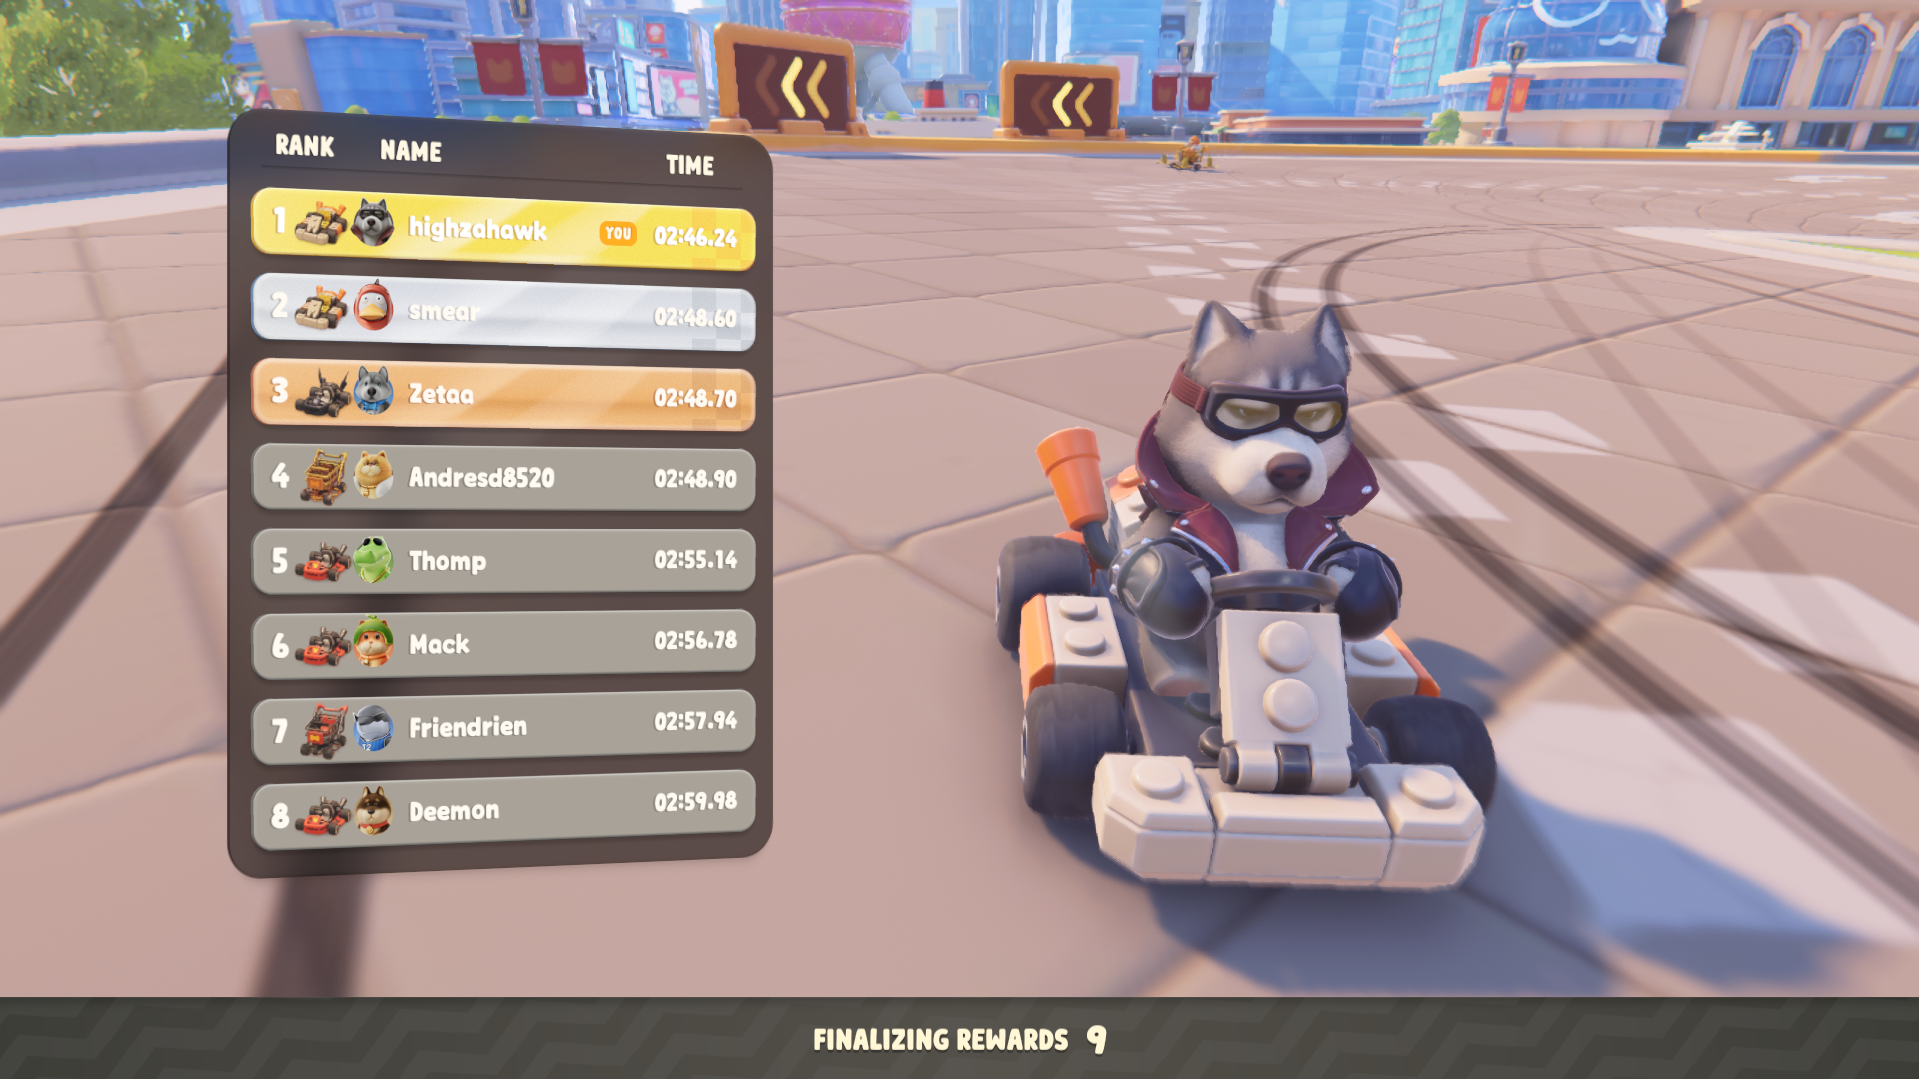 RANK NAME TIME
1 highzahawk YOU 02:46.24
2 smear 02:48.60
3 Zetaa 02:48.70
4 Andresd8520 02:48.90
5 Thomp 02:55.14
6 Mack 02:56.78
7 Friendrien 02:57.94
8 Deemon 02:59.98
FINALIZING REWARDS 9